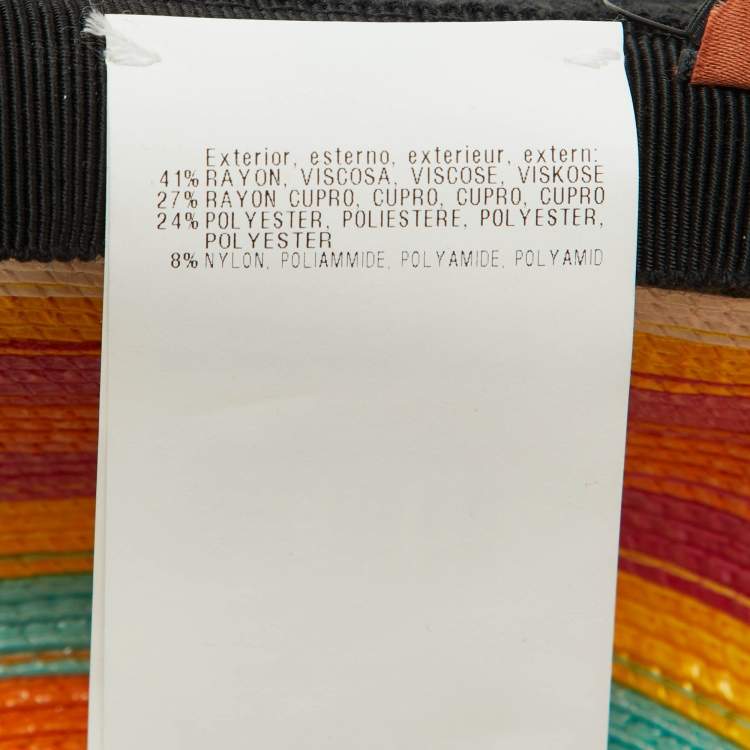 Exterior, esterno, exterieur, extern:
41% RAYON, VISCOSA, VISCOSE, VISKOSE
27% RAYON CUPRO, CUPRO, CUPRO, CUPRO
24% POLYESTER, POLIESTERE, POLYESTER,
POLYESTER
8% NYLON, POLIAMMIDE, POLYAMIDE, POLYAMID